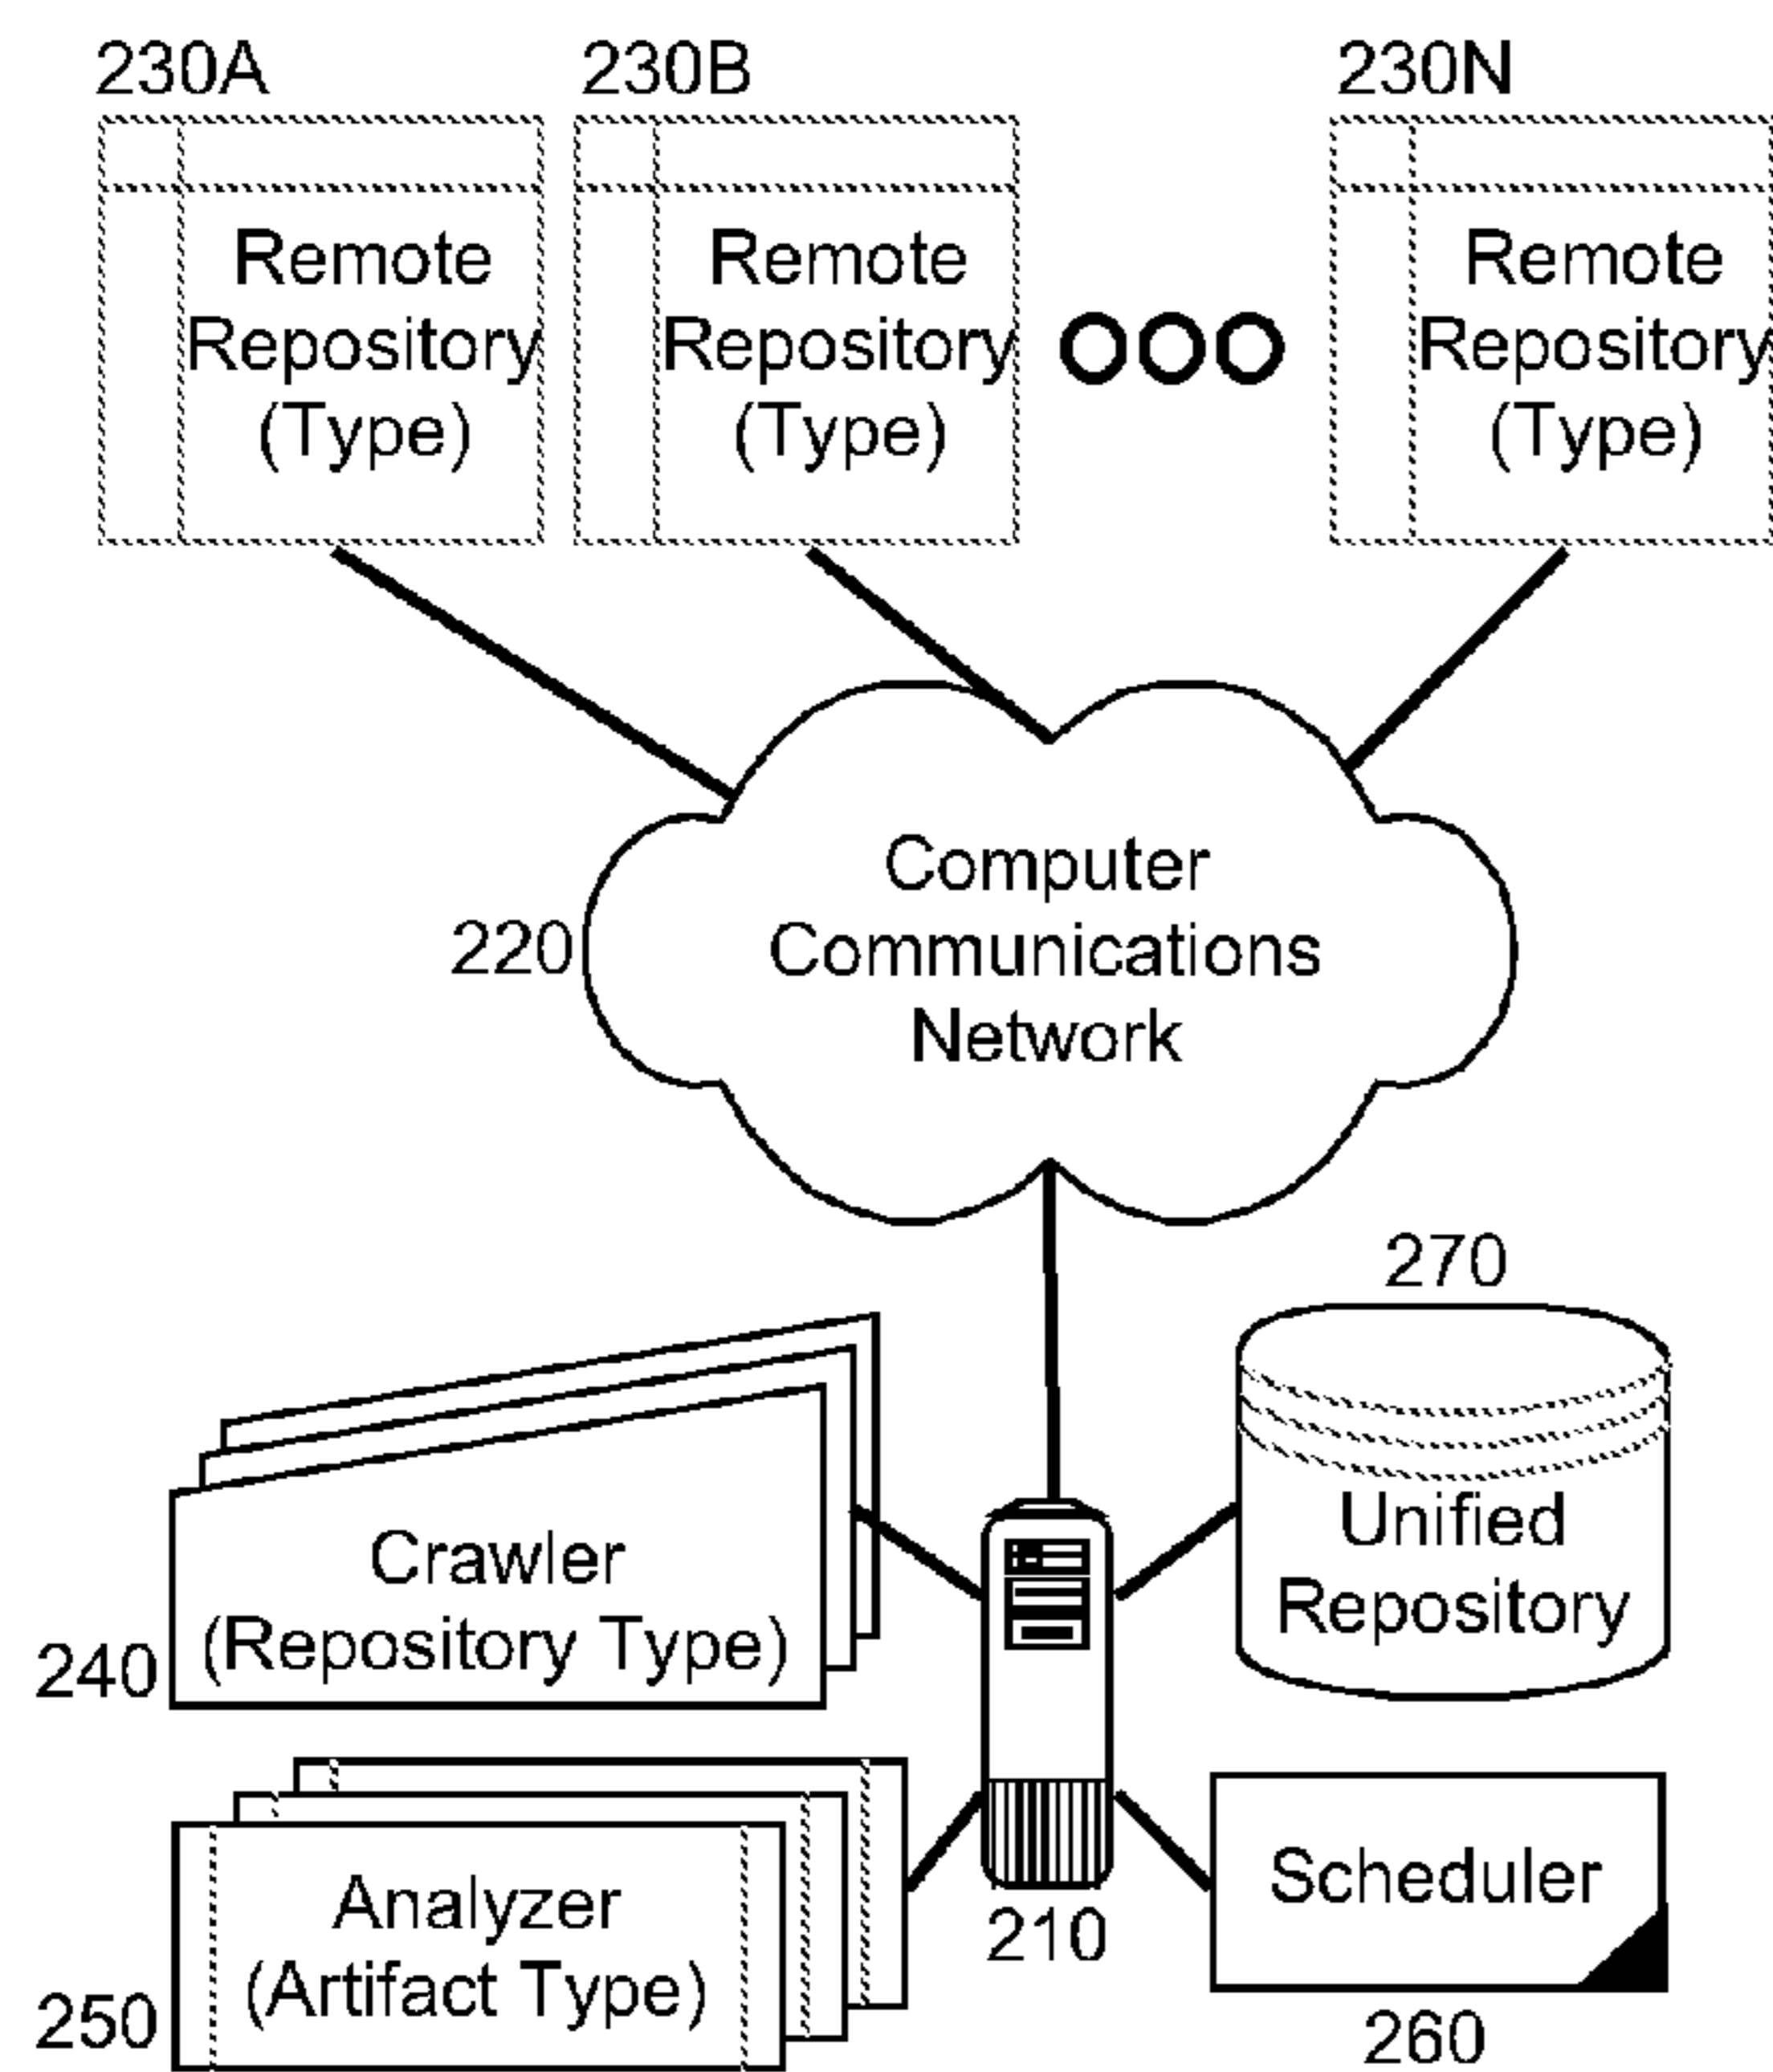 230A
230B
230N
Remote
Repository
(Type)
Remote
Repository
(Type)
Remote
Repository
(Type)
Computer
Communications
Network
220
270
Unified
Repository
Crawler
(Repository Type)
240
Analyzer
(Artifact Type)
250
210
Scheduler
260